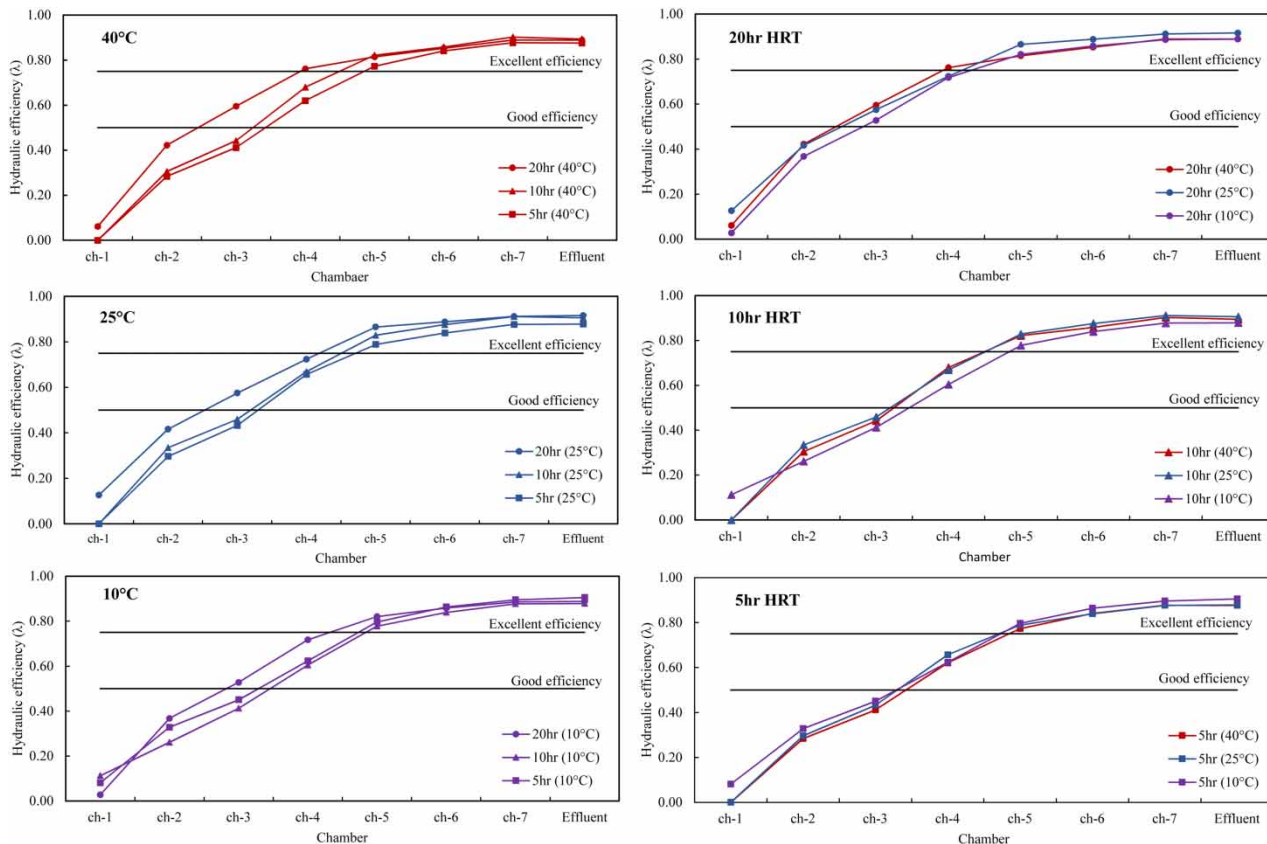 40°C
Hydraulic efficiency (λ)
1.00
0.80
0.60
0.40
0.20
0.00
Excellent efficiency
Good efficiency
20hr (40°C)
10hr (40°C)
5hr (40°C)
ch-1 ch-2 ch-3 ch-4 ch-5 ch-6 ch-7 Effluent
Chambaer
20hr HRT
Hydraulic efficiency (λ)
1.00
0.80
0.60
0.40
0.20
0.00
Excellent efficiency
Good efficiency
20hr (40°C)
20hr (25°C)
20hr (10°C)
ch-1 ch-2 ch-3 ch-4 ch-5 ch-6 ch-7 Effluent
Chamber
25°C
Hydraulic efficiency (λ)
1.00
0.80
0.60
0.40
0.20
0.00
Excellent efficiency
Good efficiency
20hr (25°C)
10hr (25°C)
5hr (25°C)
ch-1 ch-2 ch-3 ch-4 ch-5 ch-6 ch-7 Effluent
Chamber
10hr HRT
Hydraulic efficiency (λ)
1.00
0.80
0.60
0.40
0.20
0.00
Excellent efficiency
Good efficiency
10hr (40°C)
10hr (25°C)
10hr (10°C)
ch-1 ch-2 ch-3 ch-4 ch-5 ch-6 ch-7 Effluent
Chamber
10°C
Hydraulic efficiency (λ)
1.00
0.80
0.60
0.40
0.20
0.00
Excellent efficiency
Good efficiency
20hr (10°C)
10hr (10°C)
5hr (10°C)
ch-1 ch-2 ch-3 ch-4 ch-5 ch-6 ch-7 Effluent
Chamber
5hr HRT
Hydraulic efficiency (λ)
1.00
0.80
0.60
0.40
0.20
0.00
Excellent efficiency
Good efficiency
5hr (40°C)
5hr (25°C)
5hr (10°C)
ch-1 ch-2 ch-3 ch-4 ch-5 ch-6 ch-7 Effluent
Chamber